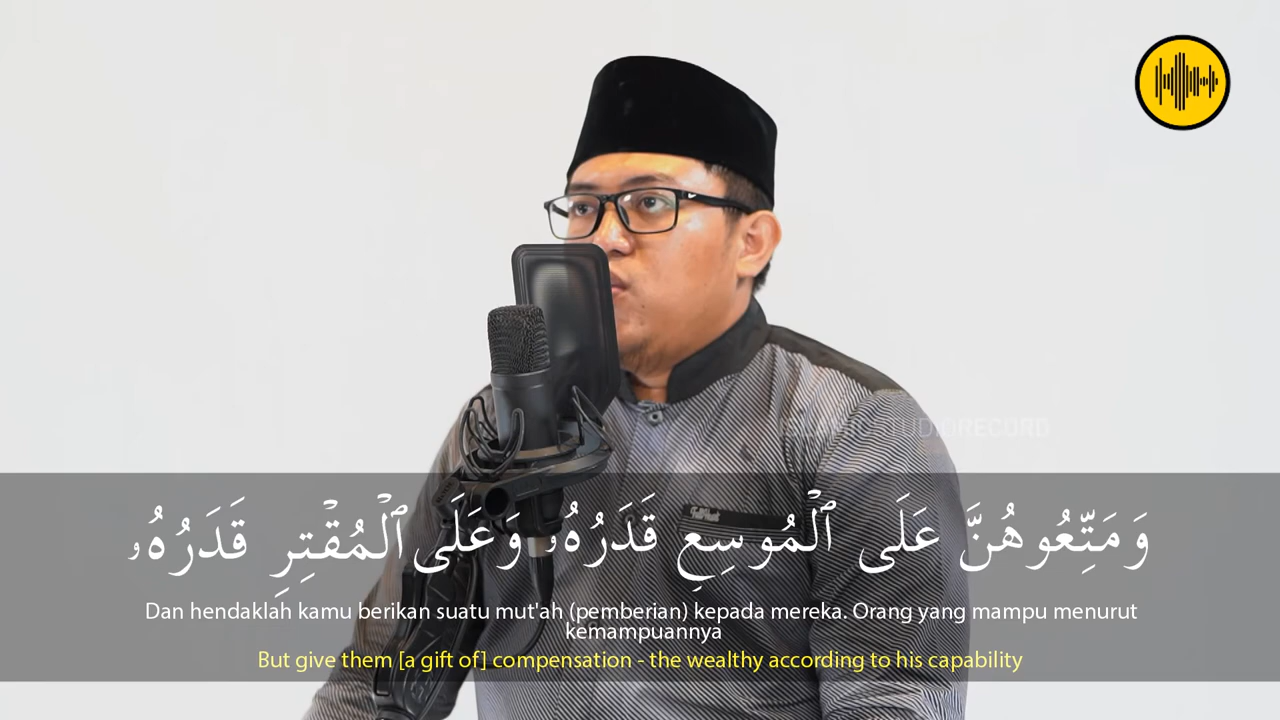 وَمَتِّعُوهُنَّ عَلَى ٱلْمُوسِعِ قَدَرُهُۥ وَعَلَى ٱلْمُقْتِرِ قَدَرُهُۥ
Dan hendaklah kamu berikan suatu mut'ah (pemberian) kepada mereka. Orang yang mampu menurut
kemampuannya
But give them [a gift of] compensation - the wealthy according to his capability